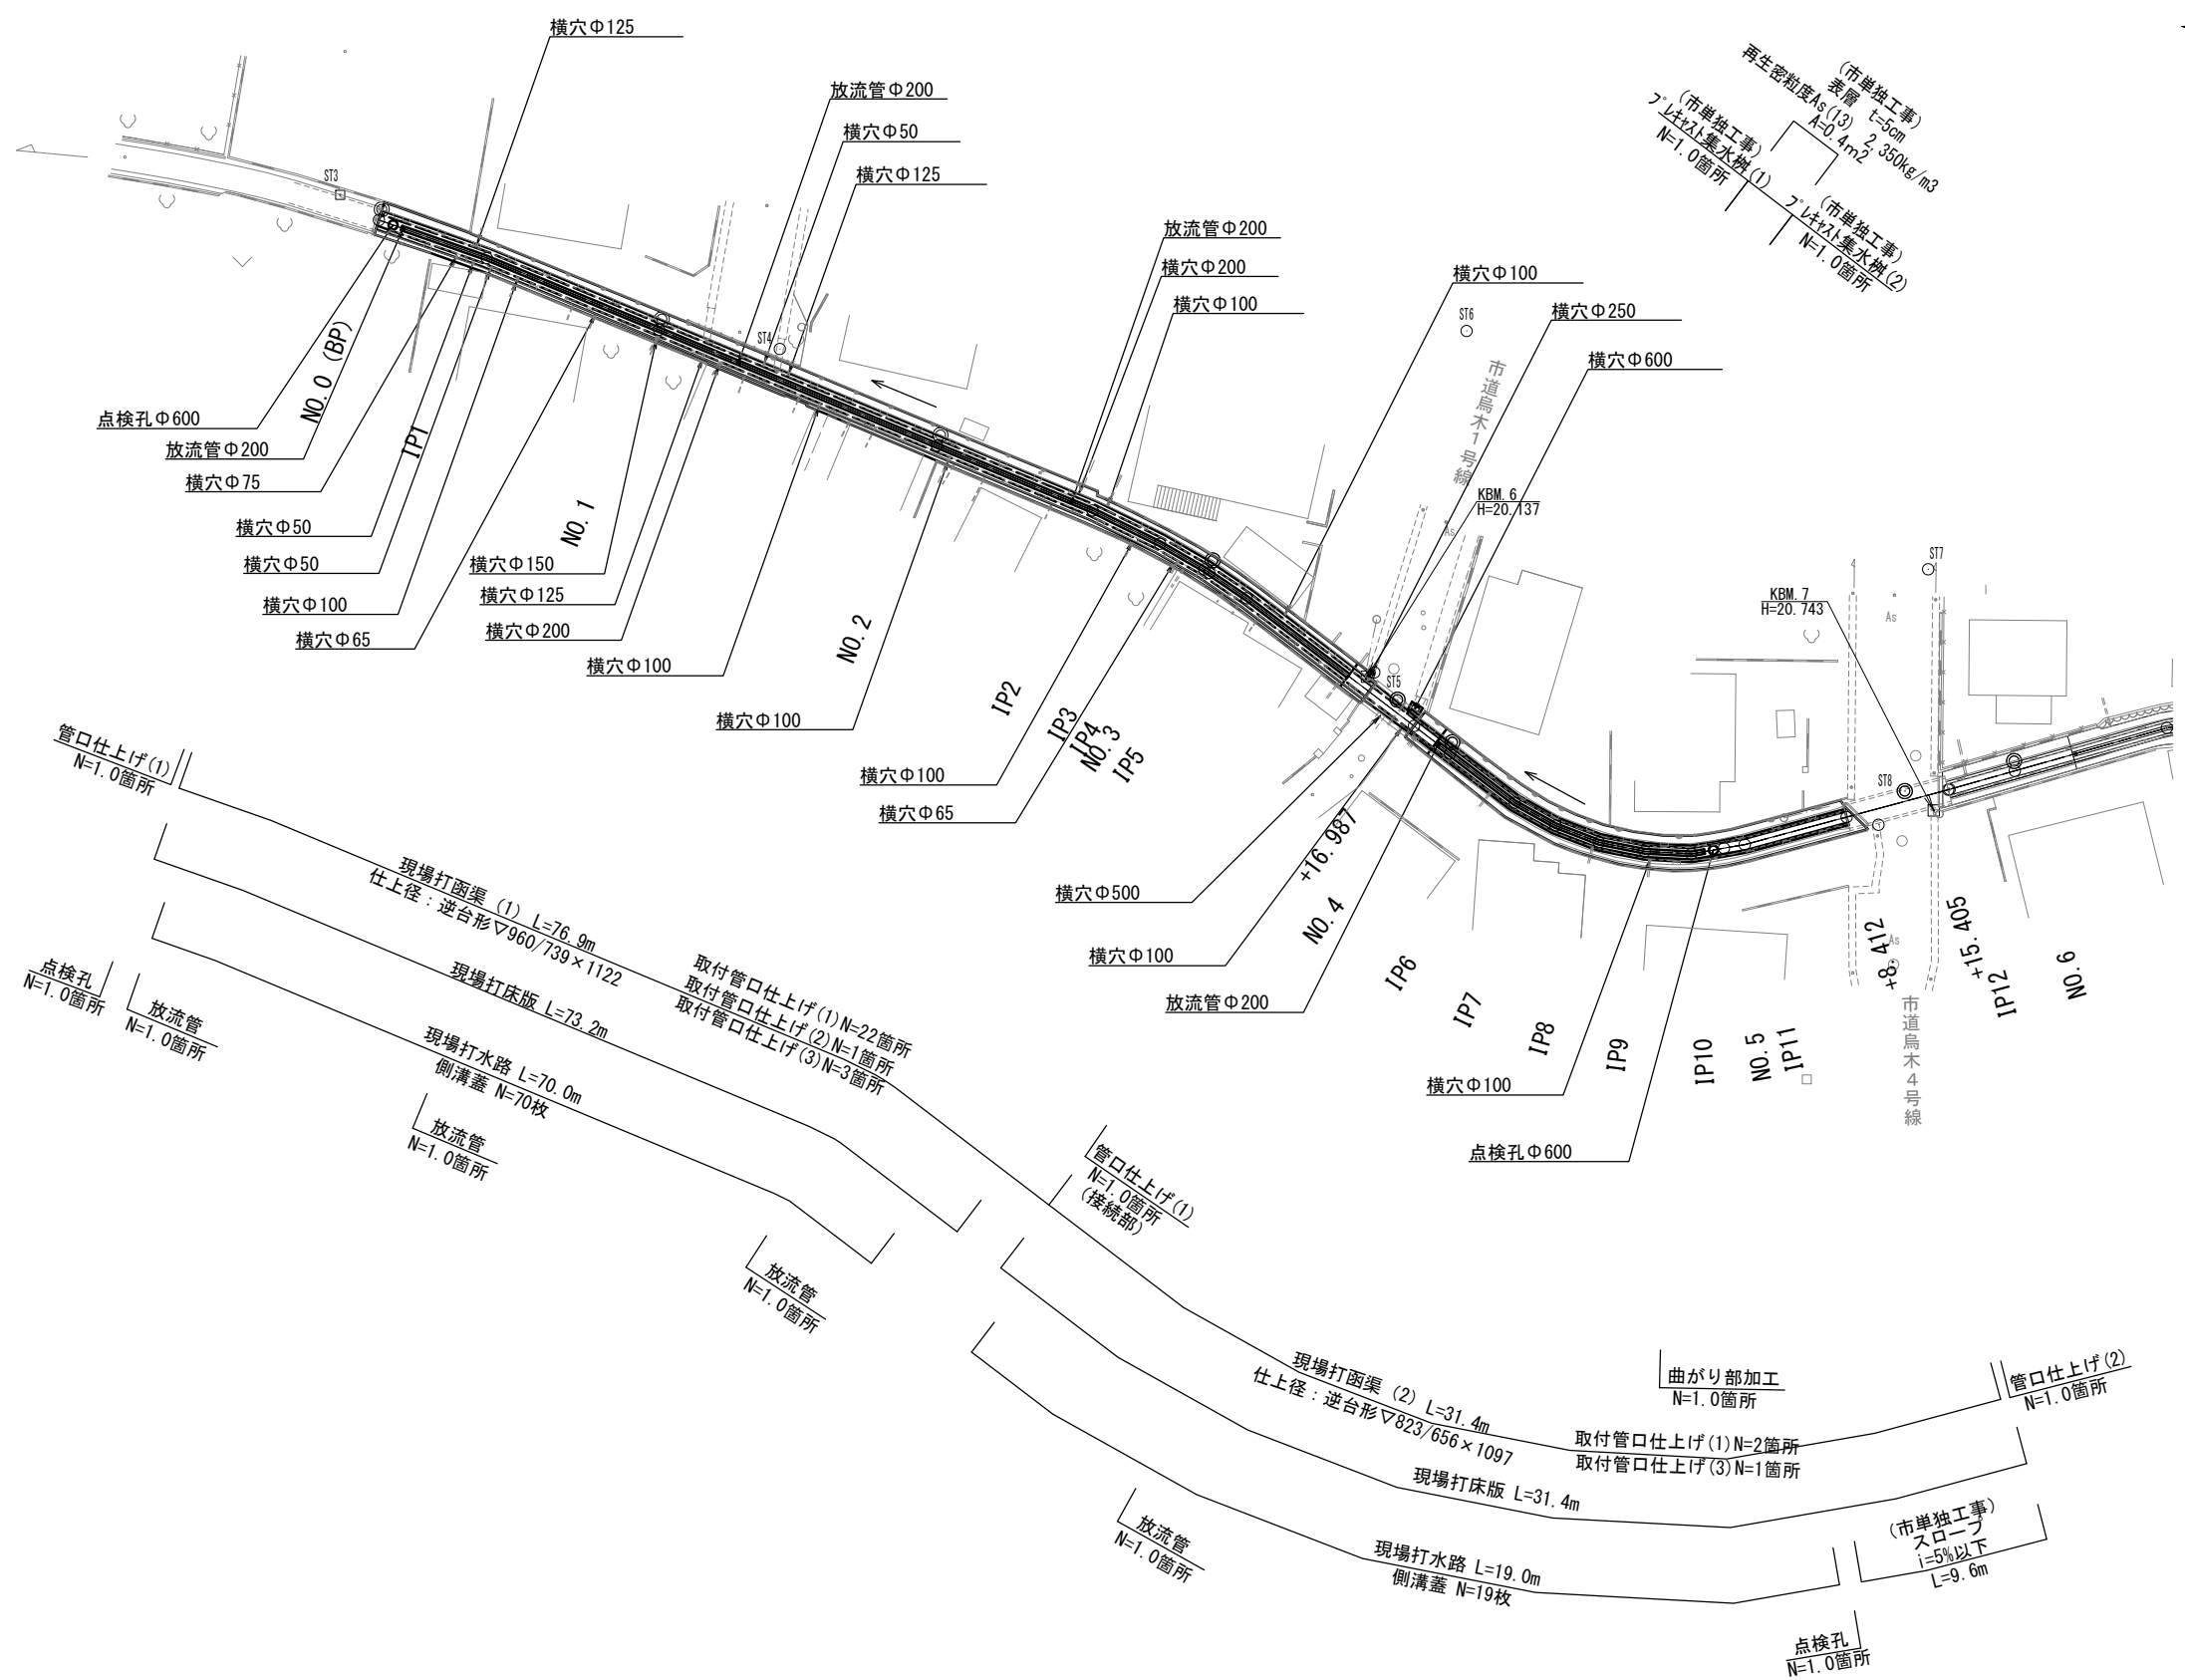 横穴Φ125
放流管Φ200
横穴Φ50
横穴Φ125
放流管Φ200
横穴Φ200
横穴Φ100
横穴Φ100
横穴Φ250
横穴Φ600
(市単独工事)
表層 t=5cm
再生密粒度As(13) 2,350kg/m3
A=0.4m2
(市単独工事)
プレキャスト集水桝(1)
N=1.0箇所
(市単独工事)
プレキャスト集水桝(2)
N=1.0箇所
ST3
ST4
ST6
市道烏木1号線
KBM.6
H=20.137
As
ST5
ST7
KBM.7
H=20.743
As
ST8
点検孔Φ600
放流管Φ200
横穴Φ75
横穴Φ50
横穴Φ50
横穴Φ100
横穴Φ65
横穴Φ150
横穴Φ125
横穴Φ200
横穴Φ100
横穴Φ100
横穴Φ100
横穴Φ65
横穴Φ500
横穴Φ100
放流管Φ200
横穴Φ100
点検孔Φ600
NO.0 (BP)
IP1
NO.1
NO.2
IP2
IP3
IP4
NO.3
IP5
+16.987
NO.4
IP6
IP7
IP8
IP9
IP10
NO.5
IP11
+8.412
As
市道烏木4号線
+15.405
IP12
NO.6
管口仕上げ(1)
N=1.0箇所
現場打函渠 (1) L=76.9m
仕上径：逆台形▽960/739×1122
取付管口仕上げ(1)N=22箇所
取付管口仕上げ(2)N=1箇所
取付管口仕上げ(3)N=3箇所
現場打床版 L=73.2m
現場打水路 L=70.0m
側溝蓋 N=70枚
点検孔
N=1.0箇所
放流管
N=1.0箇所
放流管
N=1.0箇所
放流管
N=1.0箇所
管口仕上げ(1)
N=1.0箇所
(接続部)
現場打函渠 (2) L=31.4m
仕上径：逆台形▽823/656×1097
曲がり部加工
N=1.0箇所
管口仕上げ(2)
N=1.0箇所
取付管口仕上げ(1)N=2箇所
取付管口仕上げ(3)N=1箇所
現場打床版 L=31.4m
放流管
N=1.0箇所
現場打水路 L=19.0m
側溝蓋 N=19枚
(市単独工事)
スロープ
i=5%以下
L=9.6m
点検孔
N=1.0箇所